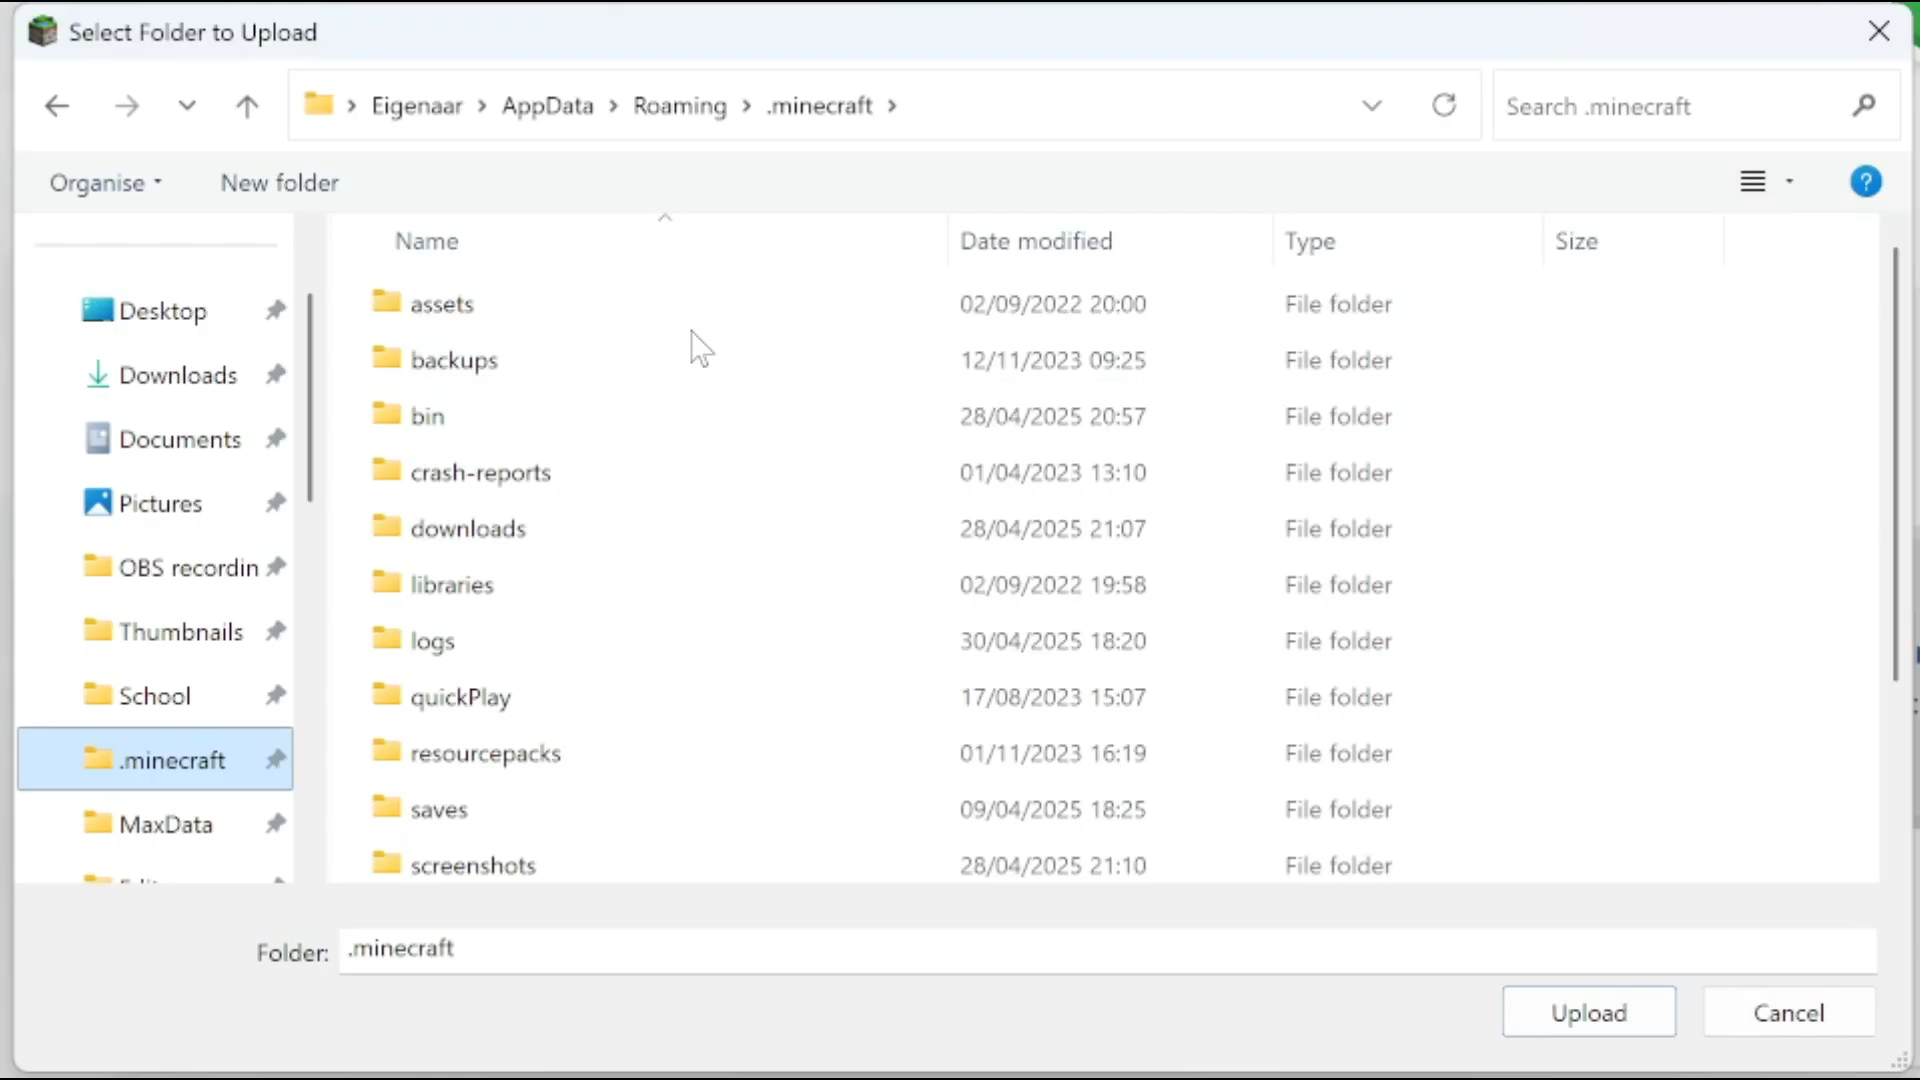 Select Folder to Upload
Eigenaar > AppData > Roaming > .minecraft >
Search .minecraft
Organise
New folder
?
Name
Date modified
Type
Size
Desktop
Downloads
Documents
Pictures
OBS recordin
Thumbnails
School
.minecraft
MaxData
assets 02/09/2022 20:00 File folder
backups 12/11/2023 09:25 File folder
bin 28/04/2025 20:57 File folder
crash-reports 01/04/2023 13:10 File folder
downloads 28/04/2025 21:07 File folder
libraries 02/09/2022 19:58 File folder
logs 30/04/2025 18:20 File folder
quickPlay 17/08/2023 15:07 File folder
resourcepacks 01/11/2023 16:19 File folder
saves 09/04/2025 18:25 File folder
screenshots 28/04/2025 21:10 File folder
Folder: .minecraft
Upload
Cancel